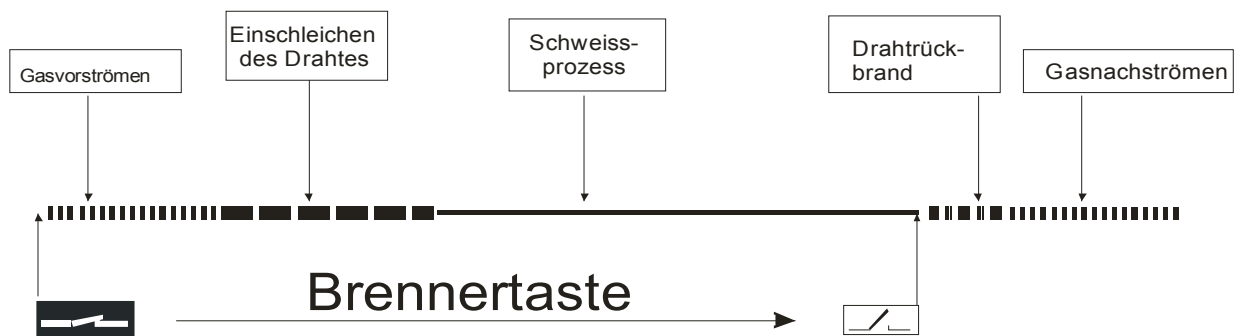 Gasvorströmen
Einschleichen
des Drahtes
Schweiss-
prozess
Drahtrück-
brand
Gasnachströmen
Brennertaste